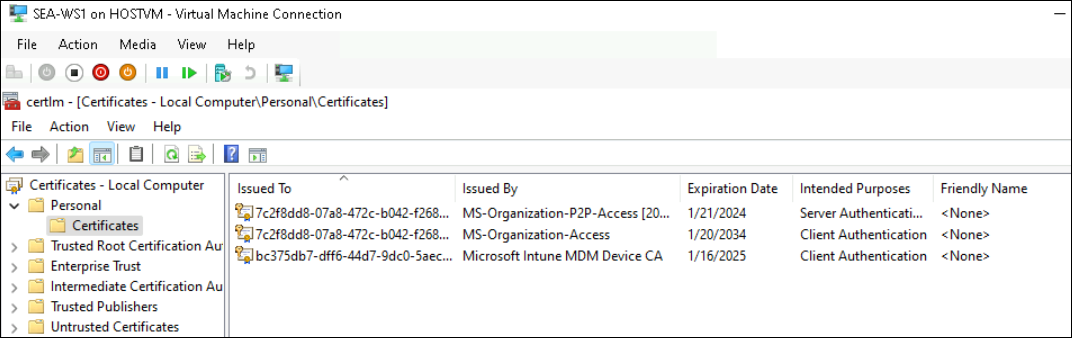 SEA-WS1 on HOSTVM - Virtual Machine Connection
File Action Media View Help
certlm - [Certificates - Local Computer\Personal\Certificates]
File Action View Help
Certificates - Local Computer
Personal
Certificates
Trusted Root Certification Au
Enterprise Trust
Intermediate Certification Au
Trusted Publishers
Untrusted Certificates
Issued To Issued By Expiration Date Intended Purposes Friendly Name
7c2f8dd8-07a8-472c-b042-f268... MS-Organization-P2P-Access [20... 1/21/2024 Server Authenticati... <None>
7c2f8dd8-07a8-472c-b042-f268... MS-Organization-Access 1/20/2034 Client Authentication <None>
bc375db7-dff6-44d7-9dc0-5aec... Microsoft Intune MDM Device CA 1/16/2025 Client Authentication <None>